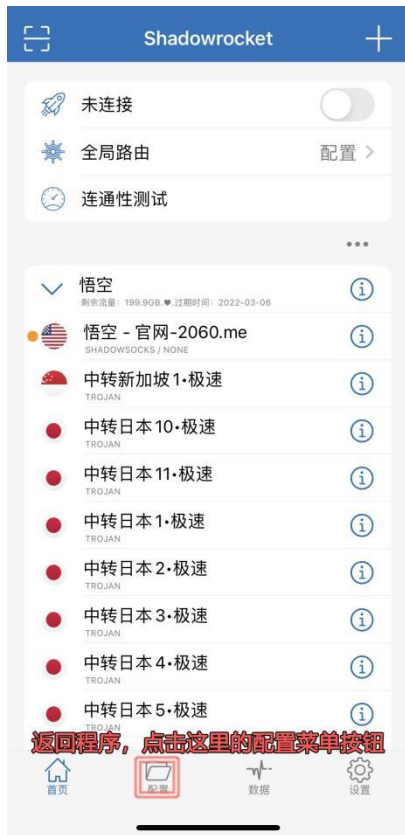 Shadowrocket
未连接
全局路由 配置
连通性测试
悟空
剩余流量：199.9GB.♥.过期时间：2022-03-06
悟空 - 官网-2060.me
SHADOWSOCKS / NONE
中转新加坡1•极速
TROJAN
中转日本10•极速
TROJAN
中转日本11•极速
TROJAN
中转日本1•极速
TROJAN
中转日本2•极速
TROJAN
中转日本3•极速
TROJAN
中转日本4•极速
TROJAN
中转日本5•极速
TROJAN
返回程序，点击这里的配置菜单按钮
首页 配置 数据 设置